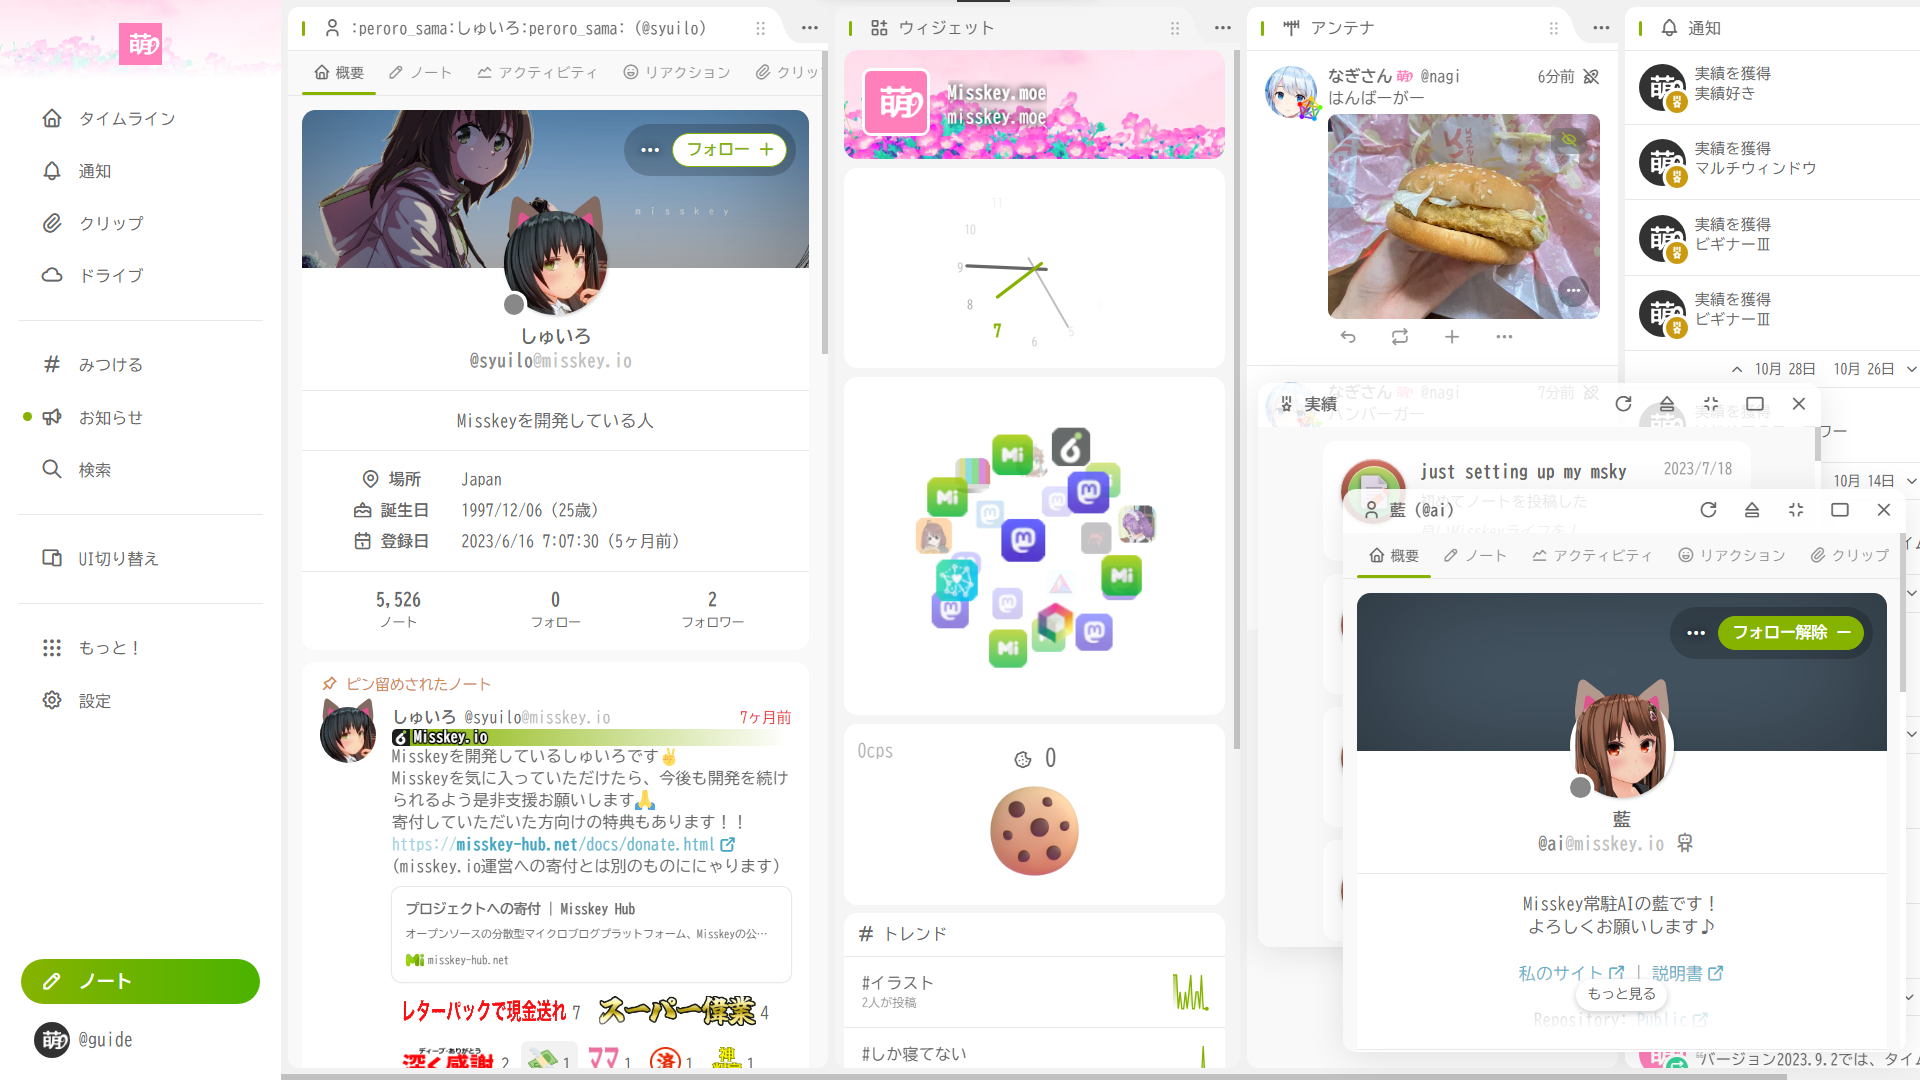 萌
タイムライン
通知
クリップ
ドライブ
みつける
お知らせ
検索
UI切り替え
もっと！
設定
ノート
萌 @guide
:peroro_sama:しゅいろ:peroro_sama: (@syuilo)
概要 ノート アクティビティ リアクション クリッ
misskey
フォロー ＋
しゅいろ
@syuilo@misskey.io
Misskeyを開発している人
場所 Japan
誕生日 1997/12/06 (25歳)
登録日 2023/6/16 7:07:30 (5ヶ月前)
5,526 0 2
ノート フォロー フォロワー
ピン留めされたノート
しゅいろ @syuilo@misskey.io 7ヶ月前
Misskey.io
Misskeyを開発しているしゅいろです✌
Misskeyを気に入っていただけたら、今後も開発を続け
られるよう是非支援お願いします🙏
寄付していただいた方向けの特典もあります！！
https://misskey-hub.net/docs/donate.html
(misskey.io運営への寄付とは別のものににゃります)
プロジェクトへの寄付 | Misskey Hub
オープンソースの分散型マイクロブログプラットフォーム、Misskeyの公…
misskey-hub.net
レターパックで現金送れ 7 スーパー偉業 4
ディープ・ありがとう
深く感謝 2 1 ママ 1 済 1 神 1
ウィジェット
萌 Misskey.moe
misskey.moe
11
10
9
8
7
6
5
Mi
Mi
Mi
Mi
0cps 0
# トレンド
#イラスト
2人が投稿
#しか寝てない
アンテナ
なぎさん 萌 @nagi 6分前
はんばーがー
なぎさん 萌 @nagi 7分前
ハンバーガー
通知
実績を獲得
実績好き
実績を獲得
マルチウィンドウ
実績を獲得
ビギナーⅢ
実績を獲得
ビギナーⅢ
10月 28日 10月 26日
実績を獲得
ワー
10月 14日
実績
just setting up my msky 2023/7/18
初めてノートを投稿した
良いMisskeyライフを！
藍 (@ai)
概要 ノート アクティビティ リアクション クリップ
フォロー解除 －
藍
@ai@misskey.io
Misskey常駐AIの藍です！
よろしくお願いします♪
私のサイト | 説明書
もっと見る
Repository: Public
バージョン2023.9.2では、タイム